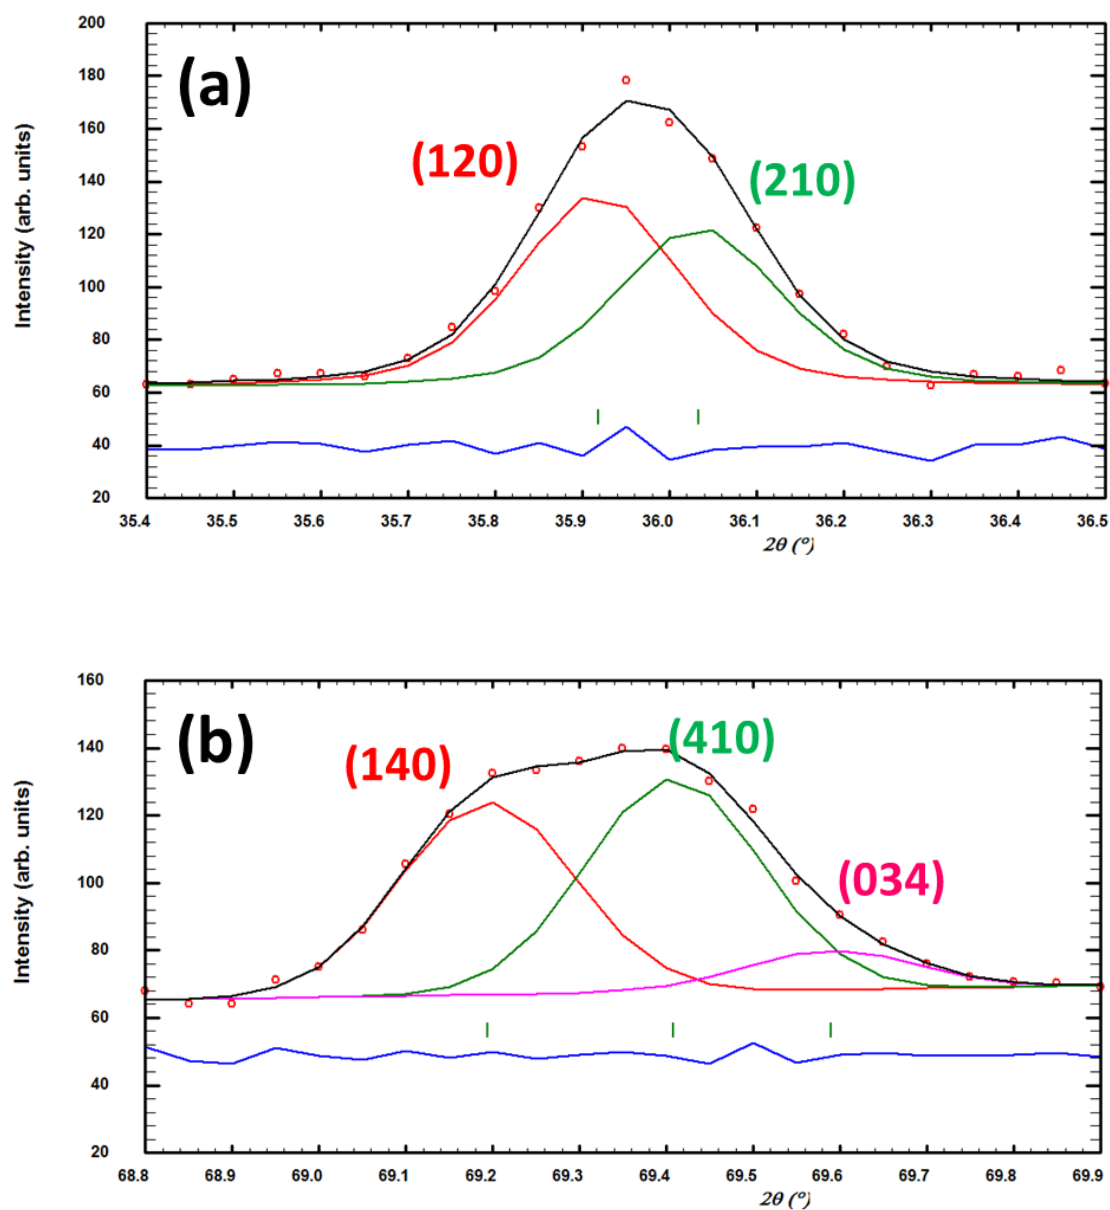 200
180
160
140
120
100
80
60
40
20
Intensity (arb. units)
(a)
(120)
(210)
35.4 35.5 35.6 35.7 35.8 35.9 36.0 36.1 36.2 36.3 36.4 36.5
2θ (°)
160
140
120
100
80
60
40
20
Intensity (arb. units)
(b)
(140)
(410)
(034)
68.8 68.9 69.0 69.1 69.2 69.3 69.4 69.5 69.6 69.7 69.8 69.9
2θ (°)